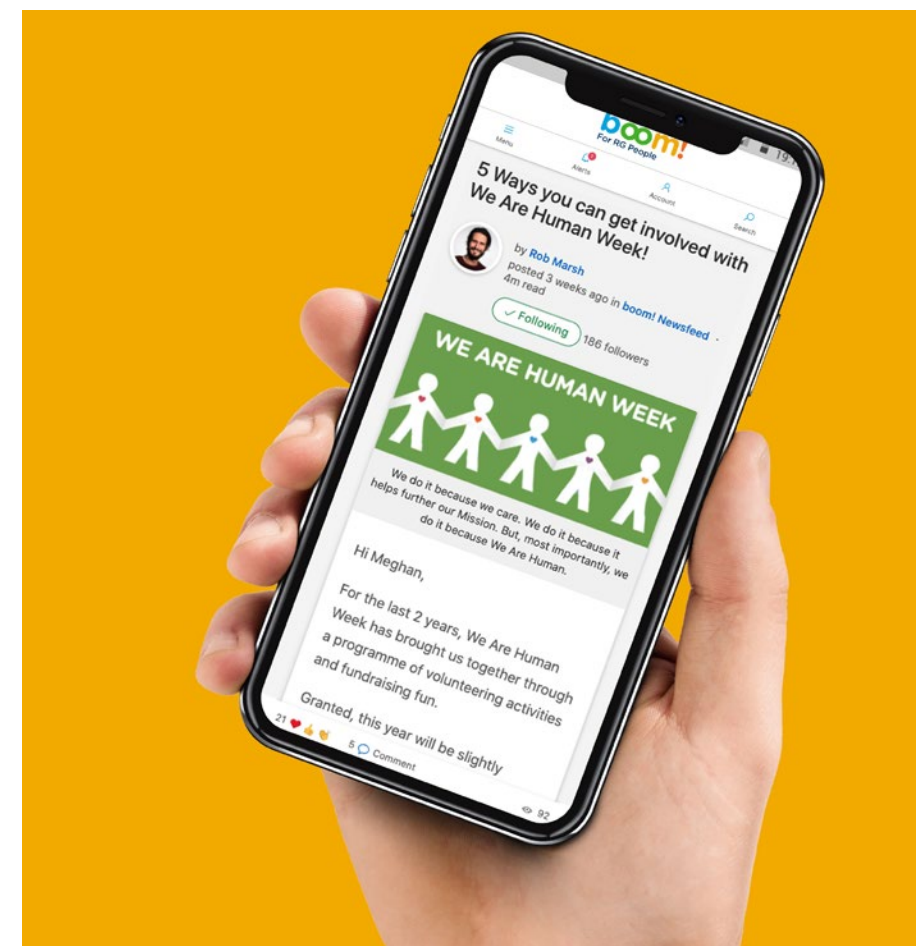 19:1
boom!
For RG People
Menu
Alerts
Account
Search
5 Ways you can get involved with
We Are Human Week!
by Rob Marsh
posted 3 weeks ago in boom! Newsfeed ·
4m read
✓ Following 186 followers
WE ARE HUMAN WEEK
We do it because we care. We do it because it
helps further our Mission. But, most importantly, we
do it because We Are Human.
Hi Meghan,
For the last 2 years, We Are Human
Week has brought us together through
a programme of volunteering activities
and fundraising fun.
Granted, this year will be slightly
21 ❤️👍👏 5 Comment 92